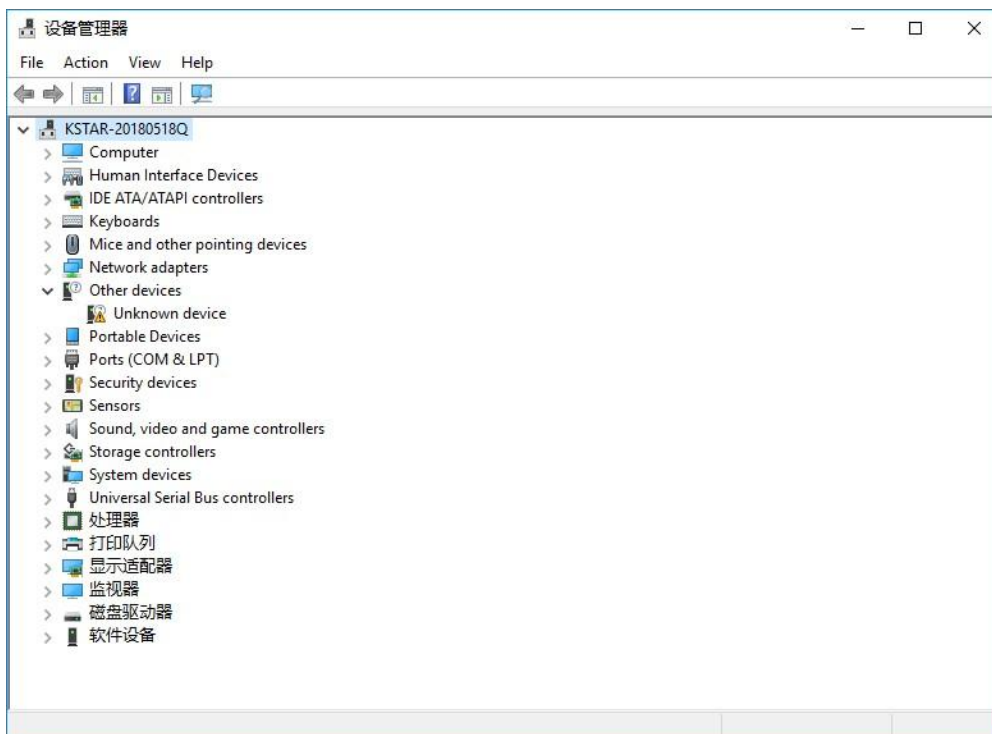 设备管理器
File Action View Help
KSTAR-20180518Q
Computer
Human Interface Devices
IDE ATA/ATAPI controllers
Keyboards
Mice and other pointing devices
Network adapters
Other devices
Unknown device
Portable Devices
Ports (COM & LPT)
Security devices
Sensors
Sound, video and game controllers
Storage controllers
System devices
Universal Serial Bus controllers
处理器
打印队列
显示适配器
监视器
磁盘驱动器
软件设备